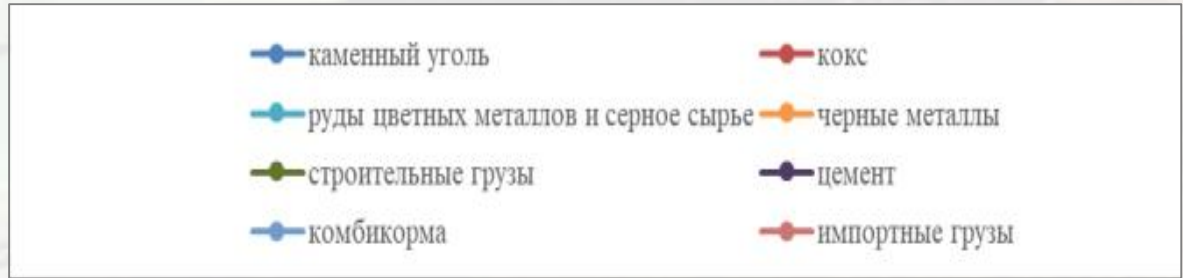 каменный уголь кокс
руды цветных металлов и серное сырье черные металлы
строительные грузы цемент
комбикорма импортные грузы